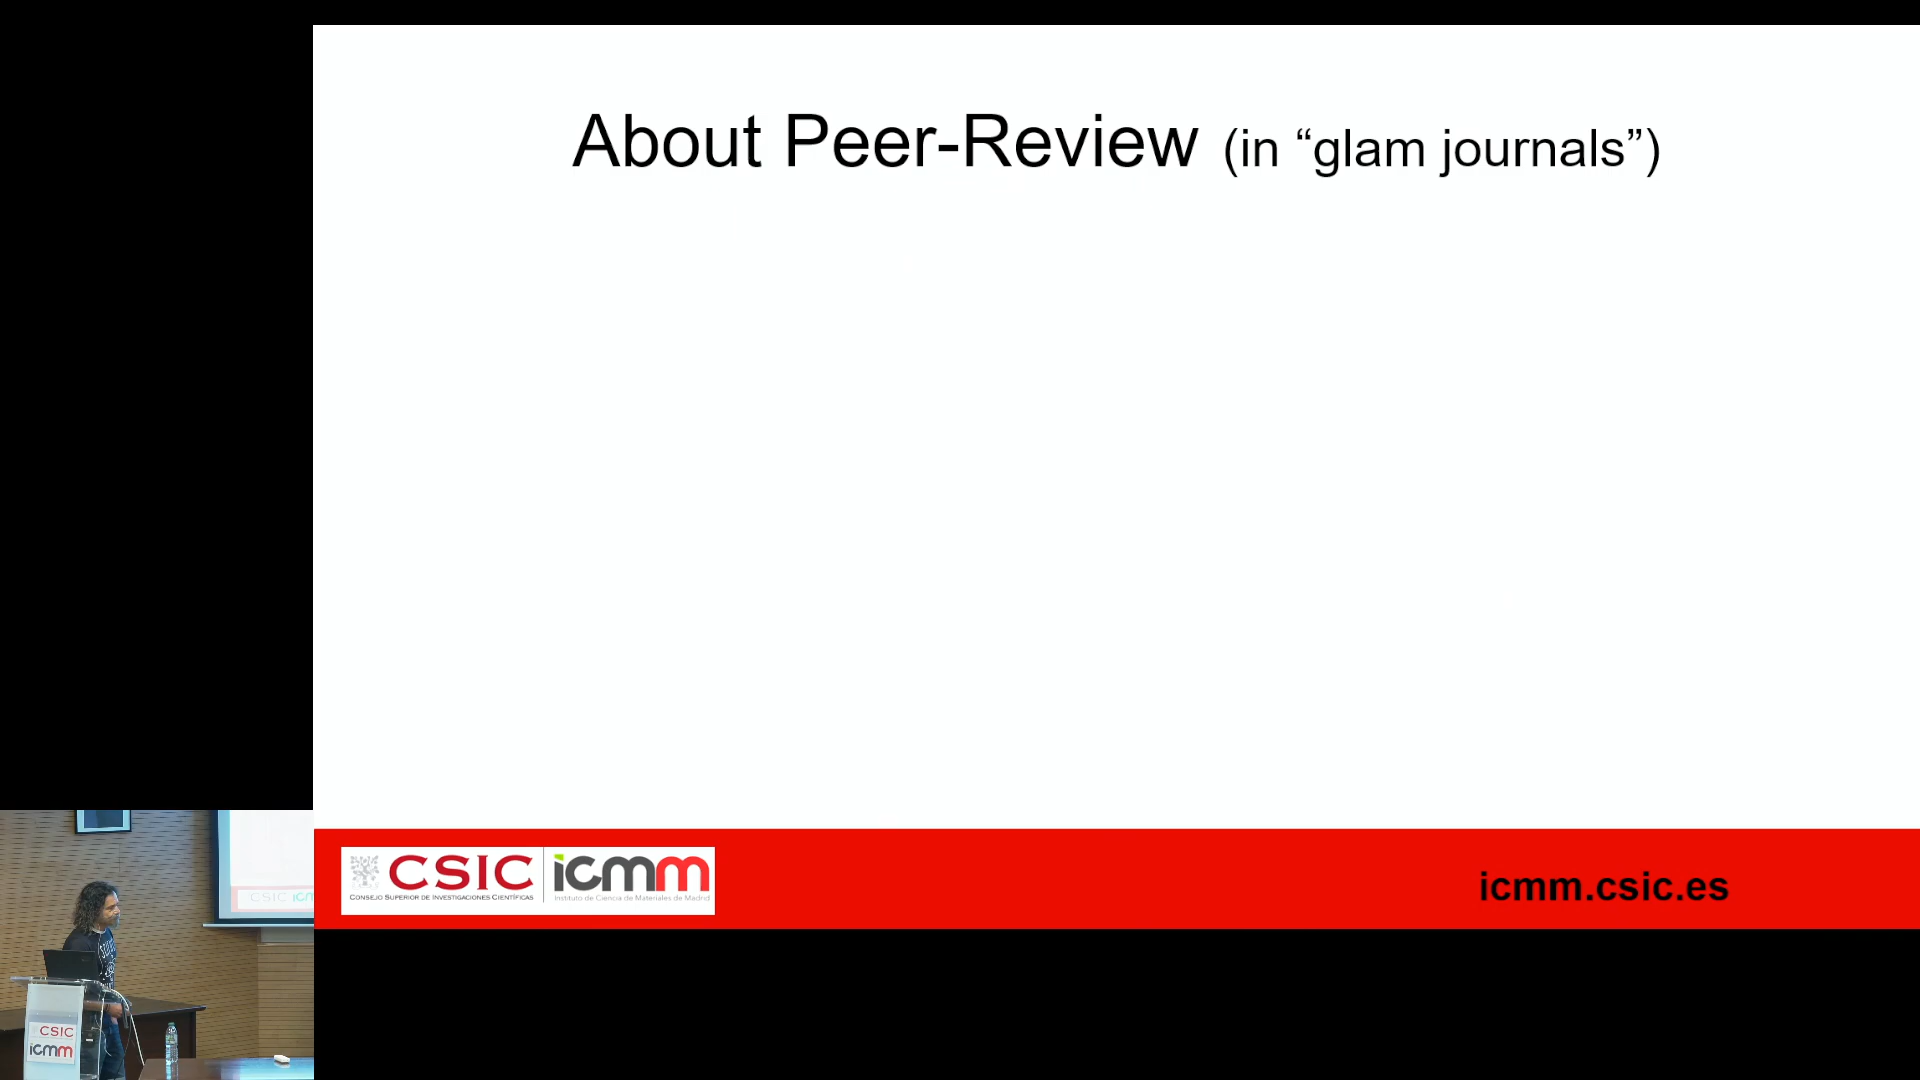 About Peer-Review (in “glam journals”)
CSIC
CONSEJO SUPERIOR DE INVESTIGACIONES CIENTÍFICAS
icmm
Instituto de Ciencia de Materiales de Madrid
icmm.csic.es
CSIC
CSIC
icmm